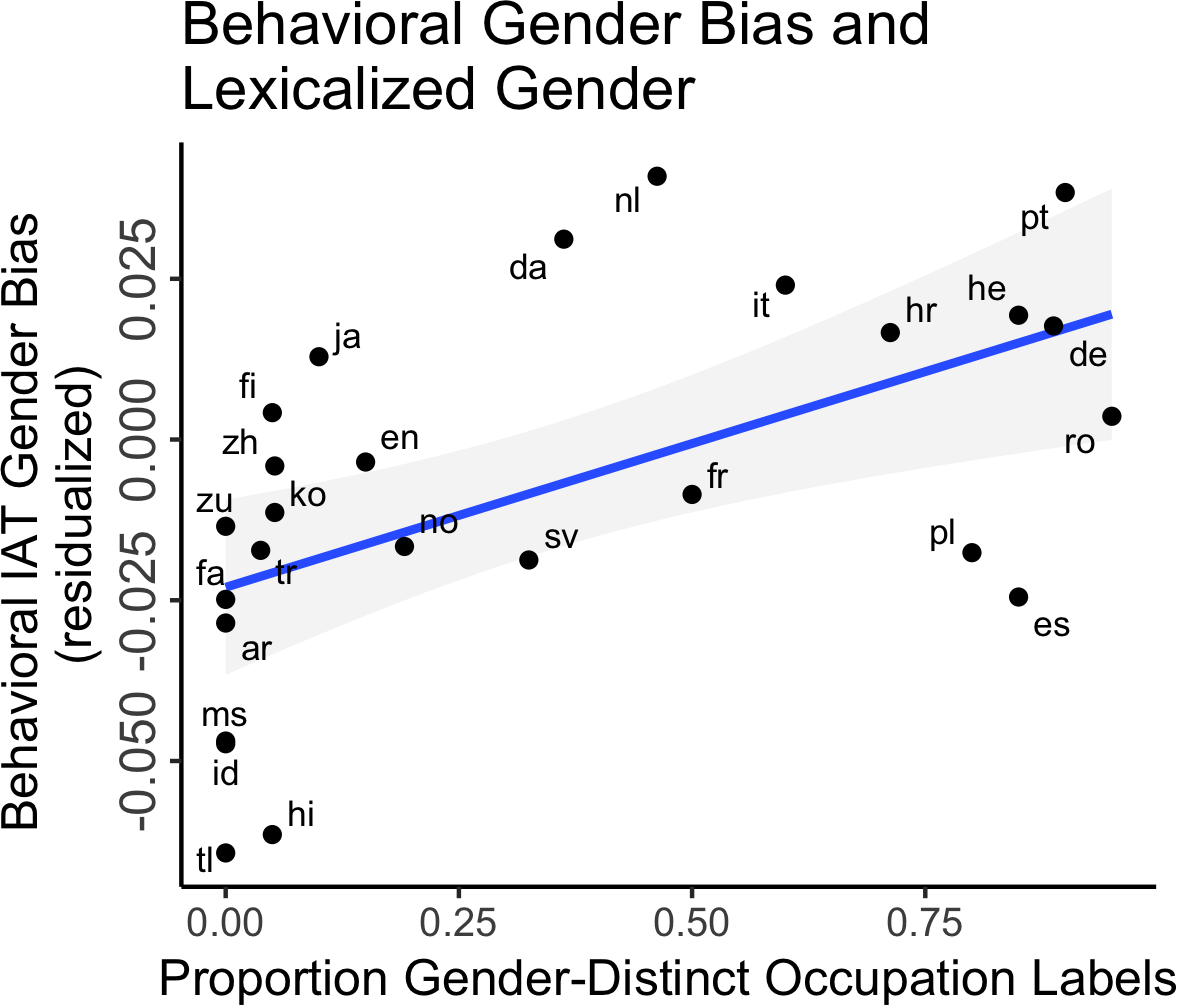 Behavioral Gender Bias and
Lexicalized Gender
Behavioral IAT Gender Bias
(residualized)
0.025
0.000
-0.025
-0.050
nl
pt
da
it
he
hr
ja
de
fi
zh
en
ro
zu
ko
fr
no
sv
pl
fa
tr
es
ar
ms
id
hi
tl
0.00 0.25 0.50 0.75
Proportion Gender-Distinct Occupation Labels